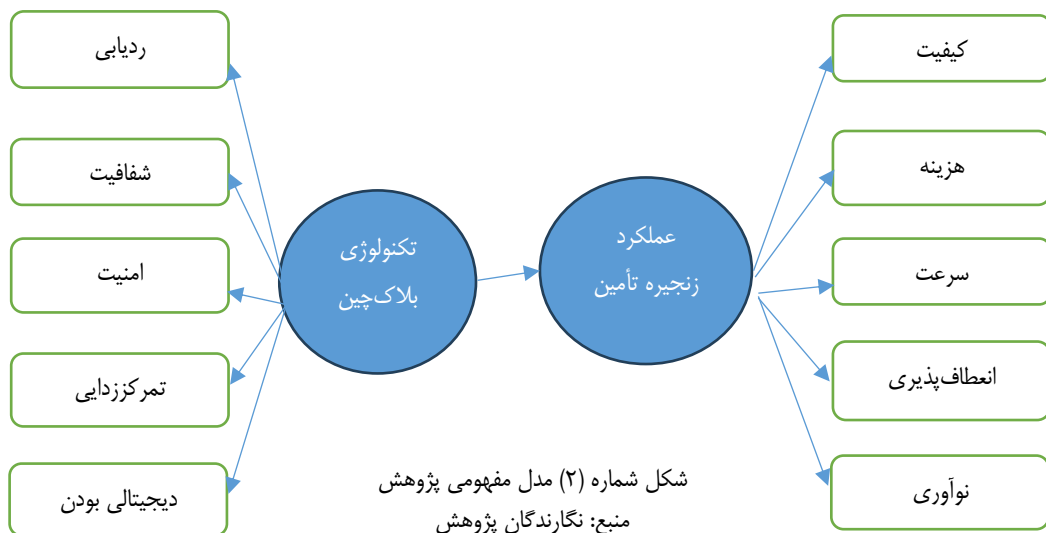 ردیابی
شفافیت
امنیت
تمرکززدایی
دیجیتالی بودن
تکنولوژی
بلاک‌چین
عملکرد
زنجیره تأمین
کیفیت
هزینه
سرعت
انعطاف‌پذیری
نوآوری
شکل شماره (۲) مدل مفهومی پژوهش
منبع: نگارندگان پژوهش